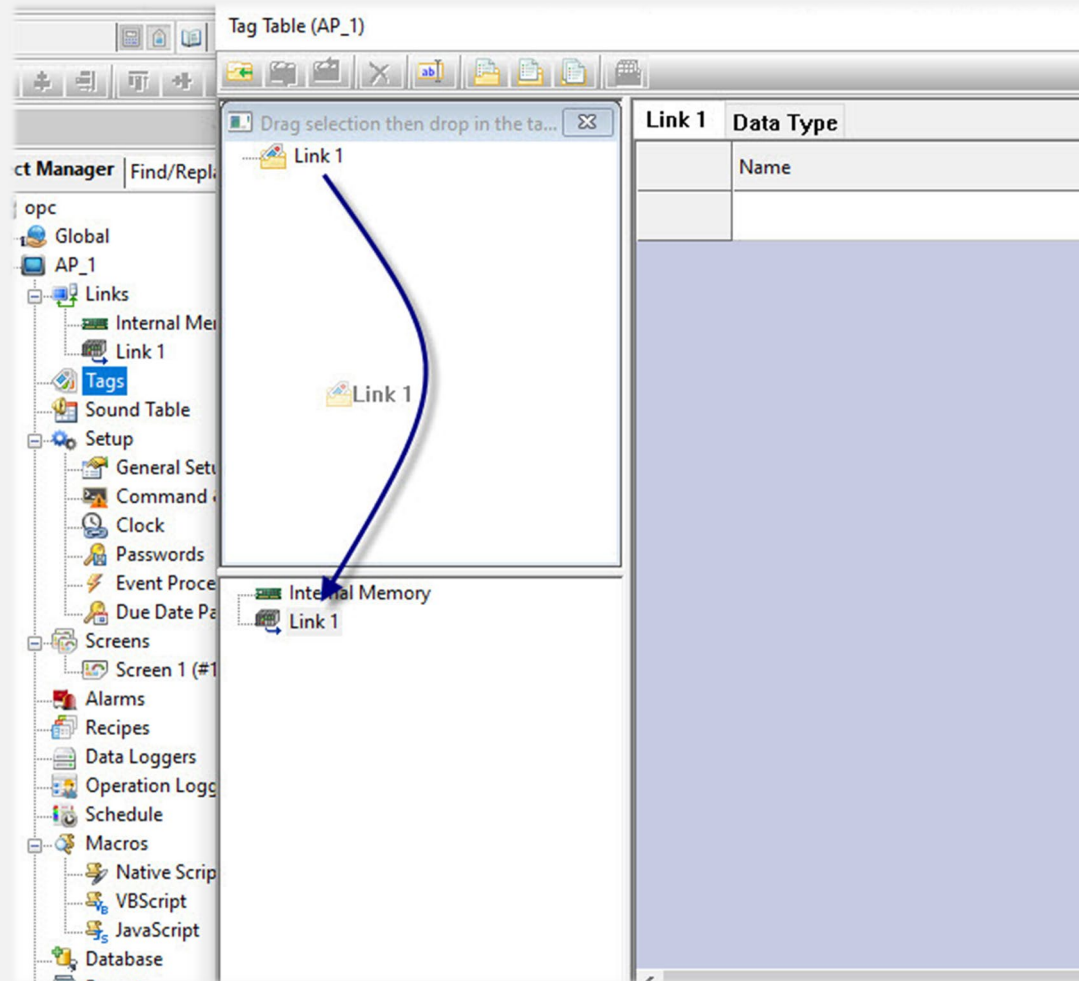 Tag Table (AP_1)
Drag selection then drop in the ta...
Link 1
Link 1
Internal Memory
Link 1
Link 1
Data Type
Name
ct Manager
Find/Repl
opc
Global
AP_1
Links
Internal Me
Link 1
Tags
Sound Table
Setup
General Setu
Command
Clock
Passwords
Event Proce
Due Date Pa
Screens
Screen 1 (#1
Alarms
Recipes
Data Loggers
Operation Logg
Schedule
Macros
Native Scrip
VBScript
JavaScript
Database